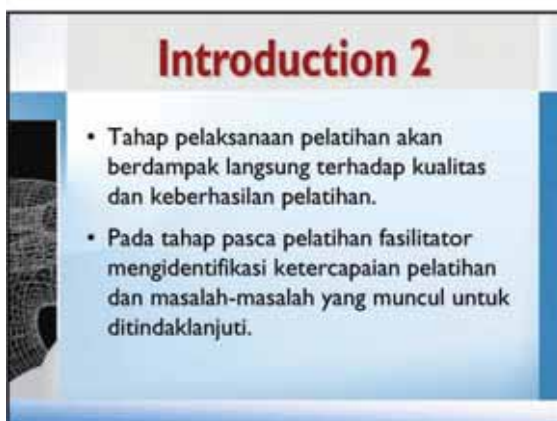 Introduction 2
• Tahap pelaksanaan pelatihan akan
berdampak langsung terhadap kualitas
dan keberhasilan pelatihan.
• Pada tahap pasca pelatihan fasilitator
mengidentifikasi ketercapaian pelatihan
dan masalah-masalah yang muncul untuk
ditindaklanjuti.